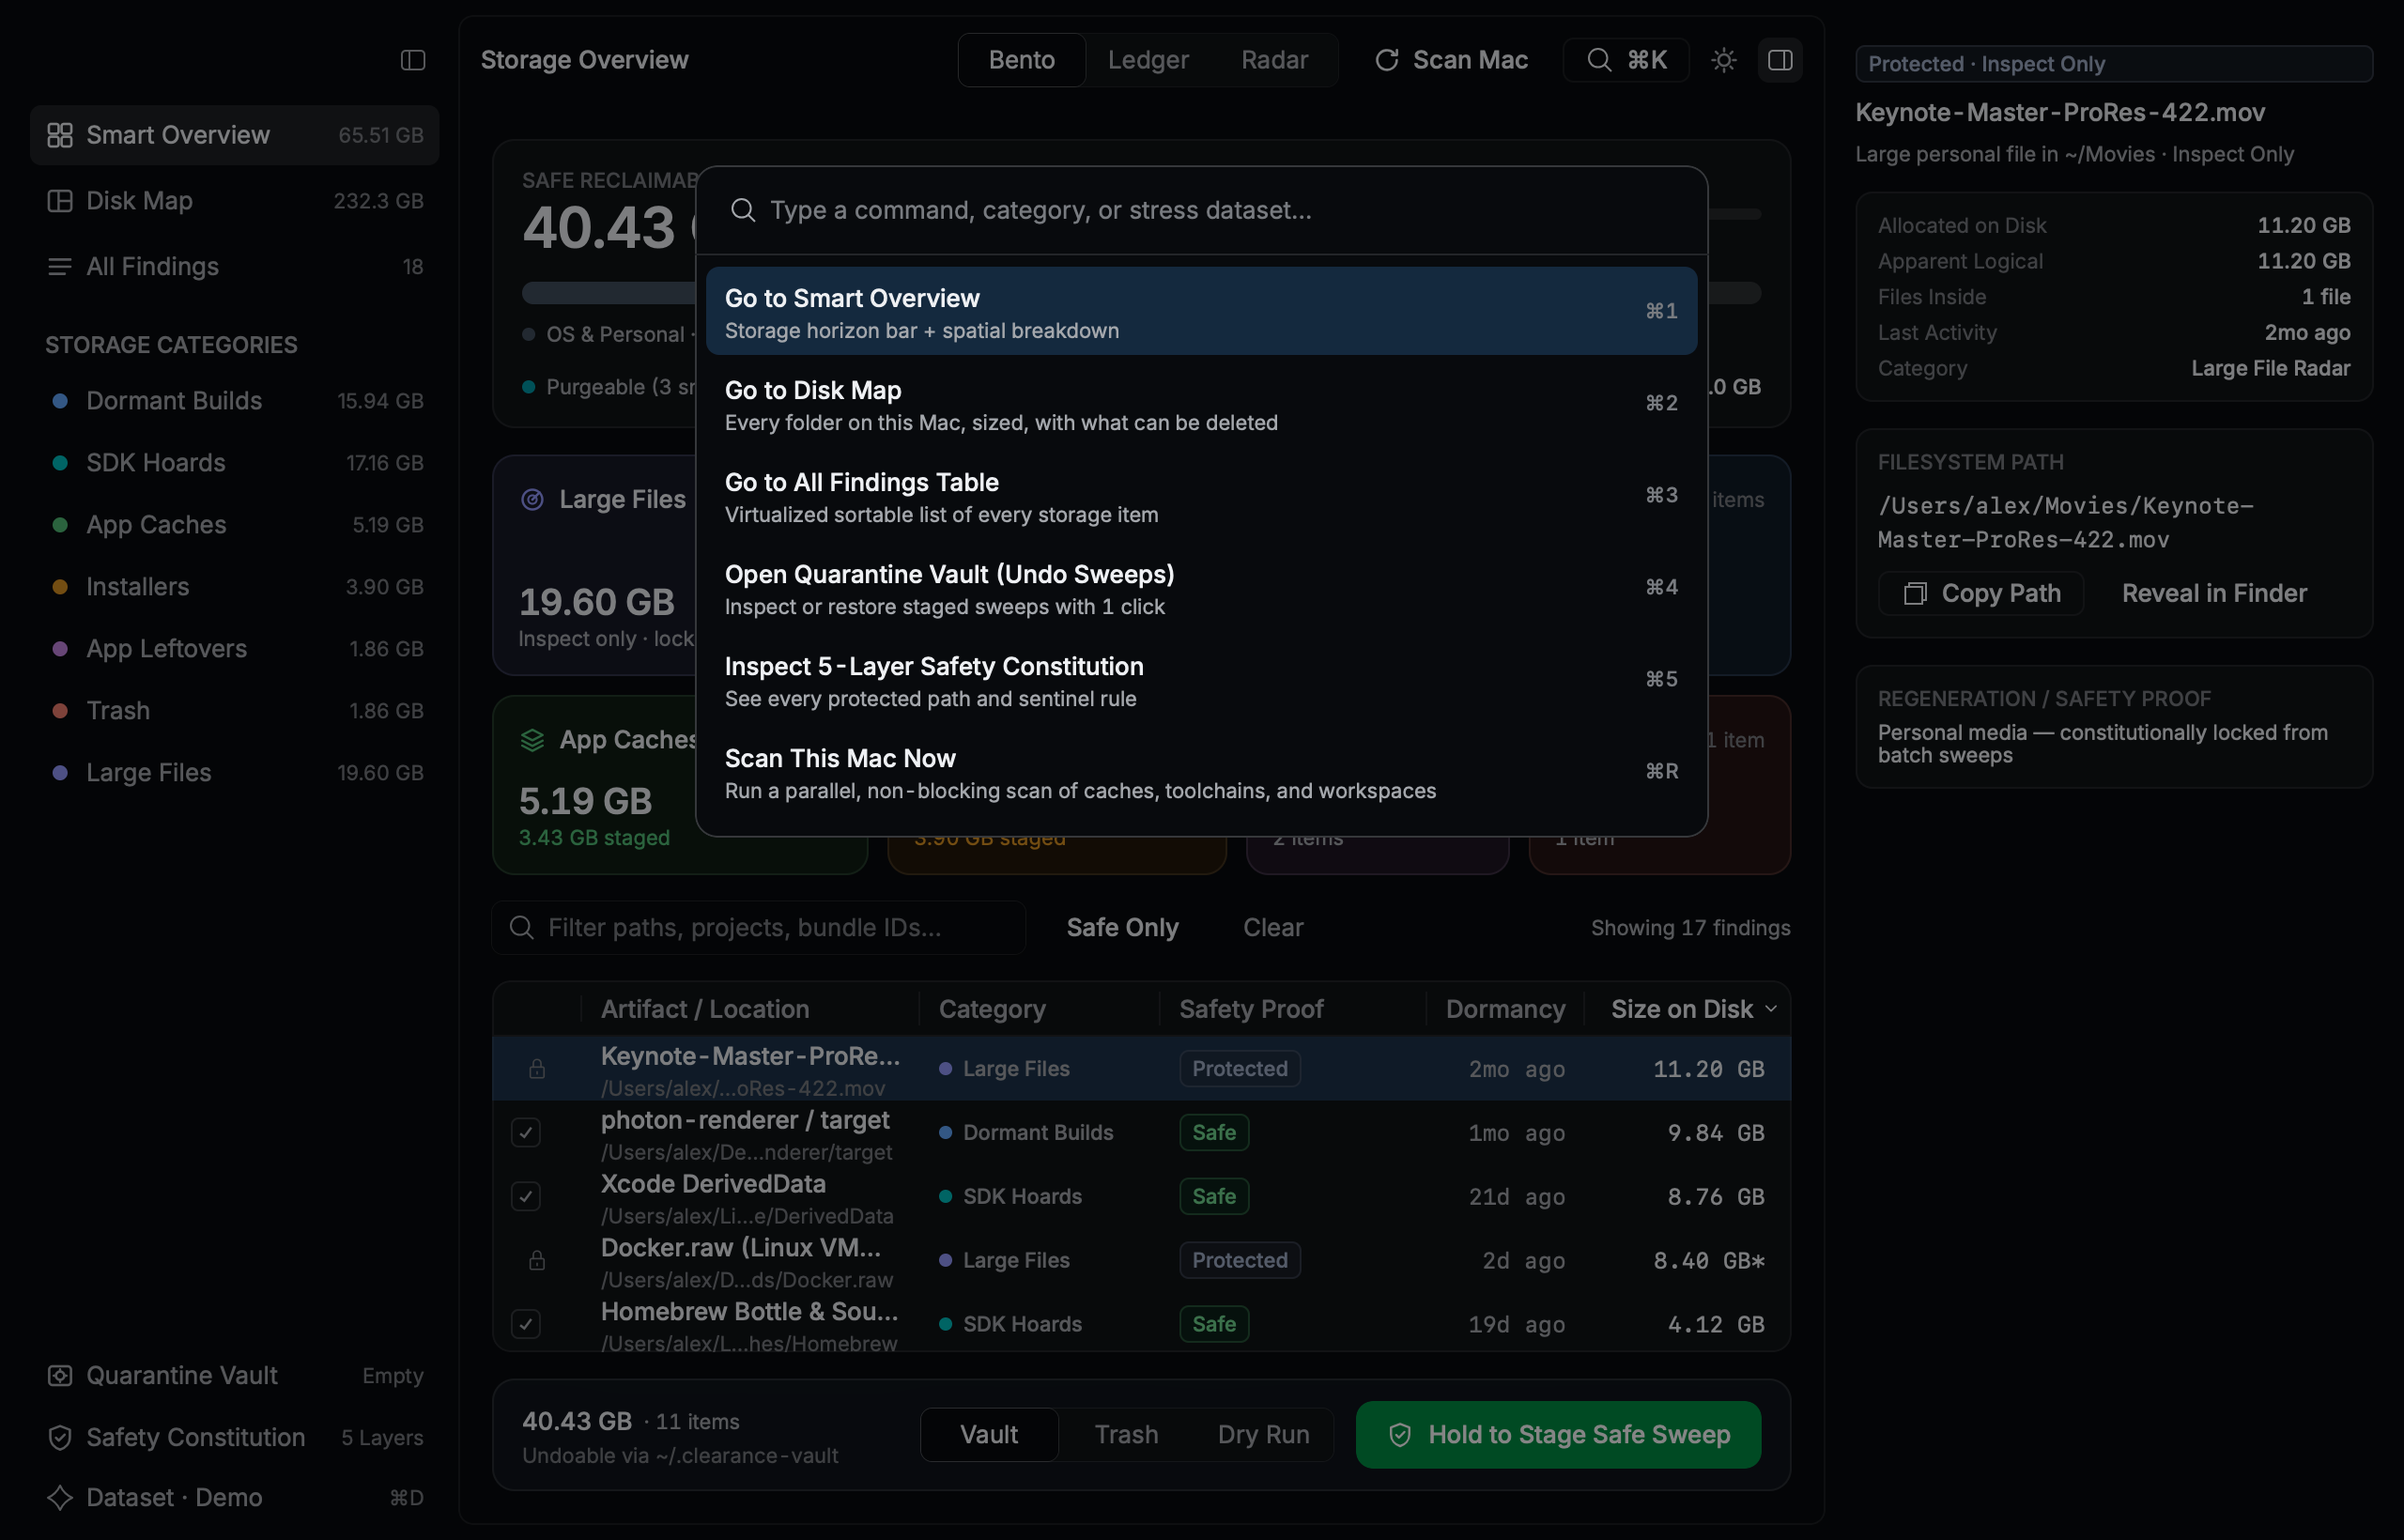 Smart Overview 65.51 GB
Disk Map 232.3 GB
All Findings 18
STORAGE CATEGORIES
Dormant Builds 15.94 GB
SDK Hoards 17.16 GB
App Caches 5.19 GB
Installers 3.90 GB
App Leftovers 1.86 GB
Trash 1.86 GB
Large Files 19.60 GB
Quarantine Vault Empty
Safety Constitution 5 Layers
Dataset · Demo ⌘D
Storage Overview Bento Ledger Radar Scan Mac ⌘K
SAFE RECLAIMAB
40.43
OS & Personal ·
Purgeable (3 sr .0 GB
Large Files items
19.60 GB
Inspect only · lock
App Caches 1 item
5.19 GB
3.43 GB staged 3.90 GB staged 2 items 1 item
Type a command, category, or stress dataset...
Go to Smart Overview ⌘1
Storage horizon bar + spatial breakdown
Go to Disk Map ⌘2
Every folder on this Mac, sized, with what can be deleted
Go to All Findings Table ⌘3
Virtualized sortable list of every storage item
Open Quarantine Vault (Undo Sweeps) ⌘4
Inspect or restore staged sweeps with 1 click
Inspect 5-Layer Safety Constitution ⌘5
See every protected path and sentinel rule
Scan This Mac Now ⌘R
Run a parallel, non-blocking scan of caches, toolchains, and workspaces
Filter paths, projects, bundle IDs... Safe Only Clear Showing 17 findings
Artifact / Location Category Safety Proof Dormancy Size on Disk
Keynote-Master-ProRe... Large Files Protected 2mo ago 11.20 GB
/Users/alex/...oRes-422.mov
photon-renderer / target Dormant Builds Safe 1mo ago 9.84 GB
/Users/alex/De...nderer/target
Xcode DerivedData SDK Hoards Safe 21d ago 8.76 GB
/Users/alex/Li...e/DerivedData
Docker.raw (Linux VM... Large Files Protected 2d ago 8.40 GB*
/Users/alex/D...ds/Docker.raw
Homebrew Bottle & Sou... SDK Hoards Safe 19d ago 4.12 GB
/Users/alex/L...hes/Homebrew
40.43 GB · 11 items Vault Trash Dry Run Hold to Stage Safe Sweep
Undoable via ~/.clearance-vault
Protected · Inspect Only
Keynote-Master-ProRes-422.mov
Large personal file in ~/Movies · Inspect Only
Allocated on Disk 11.20 GB
Apparent Logical 11.20 GB
Files Inside 1 file
Last Activity 2mo ago
Category Large File Radar
FILESYSTEM PATH
/Users/alex/Movies/Keynote-
Master-ProRes-422.mov
Copy Path Reveal in Finder
REGENERATION / SAFETY PROOF
Personal media — constitutionally locked from
batch sweeps